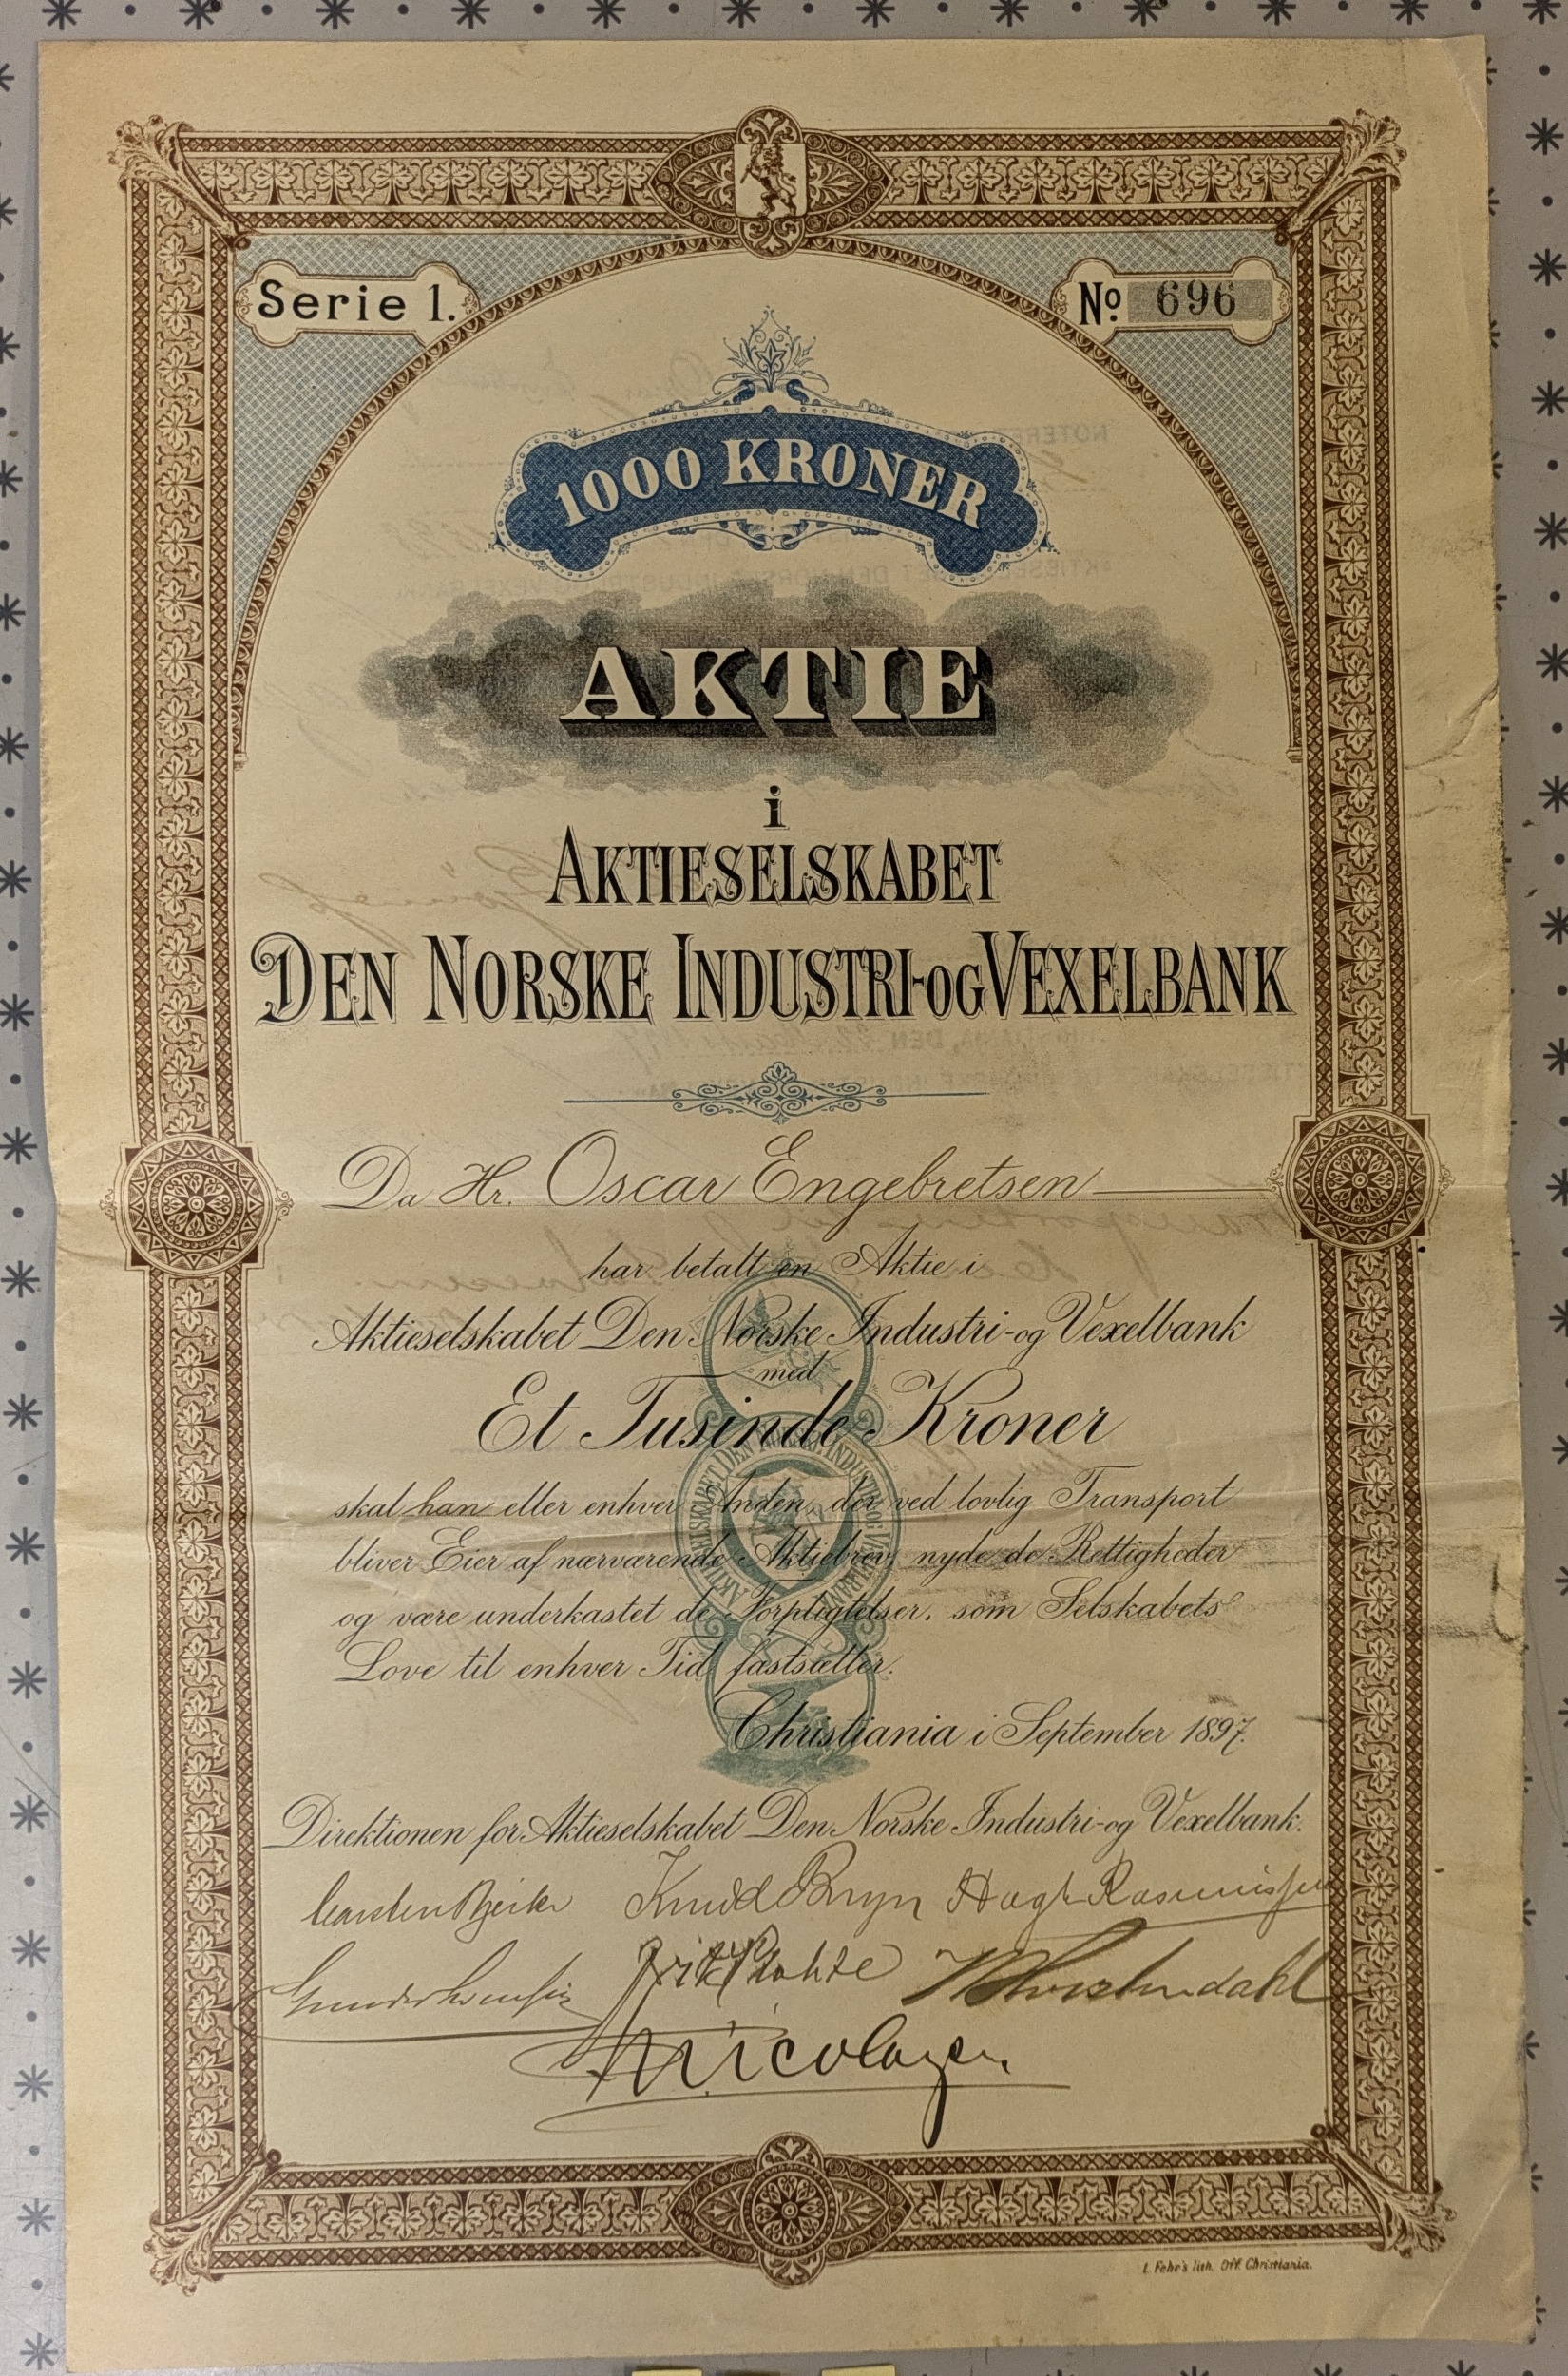 Serie 1.
No. 696
1000 KRONER
AKTIE
i
AKTIESELSKABET
DEN NORSKE INDUSTRI-OG VEXELBANK
Da Hr. Oscar Engebretsen
har betalt en Aktie i
Aktieselskabet Den Norske Industri-og Vexelbank
med
Et Tusinde Kroner
skal han eller enhver Anden, der ved lovlig Transport
bliver Eier af nærværende Aktiebrev, nyde de Rettigheder
og være underkastet de Forpligtelser, som Selskabets
Love til enhver Tid fastsætter.
Christiania i September 1897.
Direktionen for Aktieselskabet Den Norske Industri-og Vexelbank.
Knud Bryn
Nicolaysen
L. Fehr's lith. Off. Christiania.